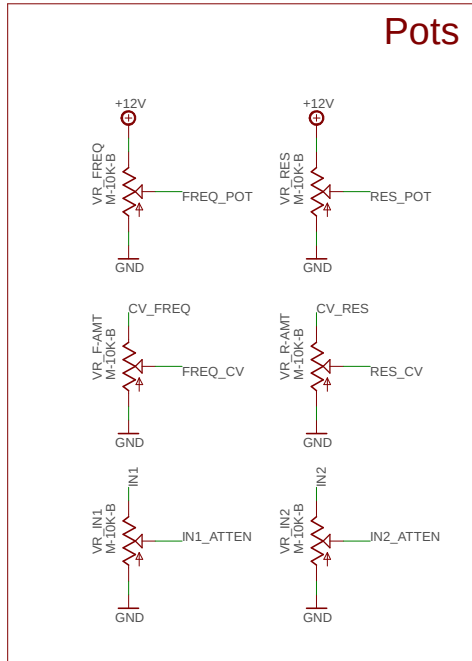 Pots
+12V
VR_FREQ
M-10K-B
FREQ_POT
GND
+12V
VR_RES
M-10K-B
RES_POT
GND
CV_FREQ
VR_F-AMT
M-10K-B
FREQ_CV
GND
CV_RES
VR_R-AMT
M-10K-B
RES_CV
GND
IN1
VR_IN1
M-10K-B
IN1_ATTEN
GND
IN2
VR_IN2
M-10K-B
IN2_ATTEN
GND